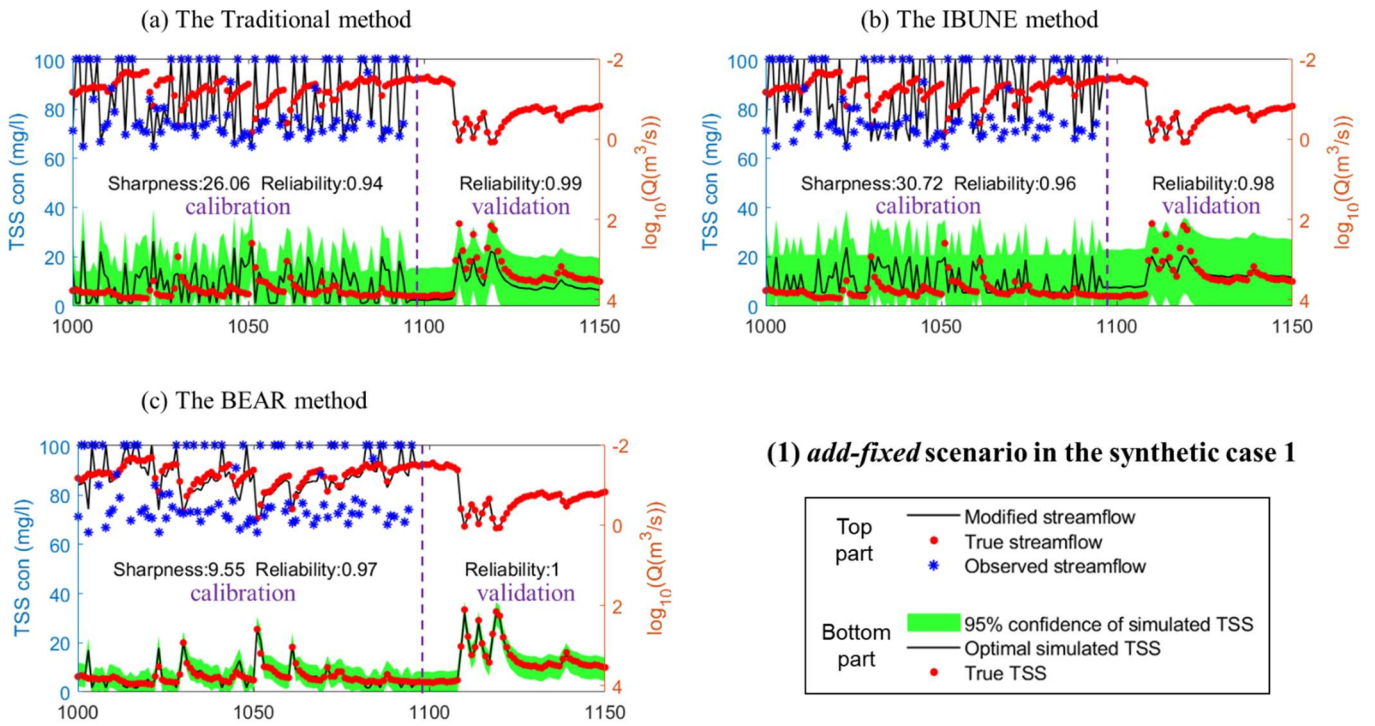 (a) The Traditional method
100
80
60
40
20
0
TSS con (mg/l)
-2
0
2
4
log10(Q(m3/s))
Sharpness:26.06 Reliability:0.94
Reliability:0.99
calibration
validation
1000
1050
1100
1150
(b) The IBUNE method
100
80
60
40
20
0
TSS con (mg/l)
-2
0
2
4
log10(Q(m3/s))
Sharpness:30.72 Reliability:0.96
Reliability:0.98
calibration
validation
1000
1050
1100
1150
(c) The BEAR method
100
80
60
40
20
0
TSS con (mg/l)
-2
0
2
4
log10(Q(m3/s))
Sharpness:9.55 Reliability:0.97
Reliability:1
calibration
validation
1000
1050
1100
1150
(1) add-fixed scenario in the synthetic case 1
Top
part
Modified streamflow
True streamflow
Observed streamflow
Bottom
part
95% confidence of simulated TSS
Optimal simulated TSS
True TSS